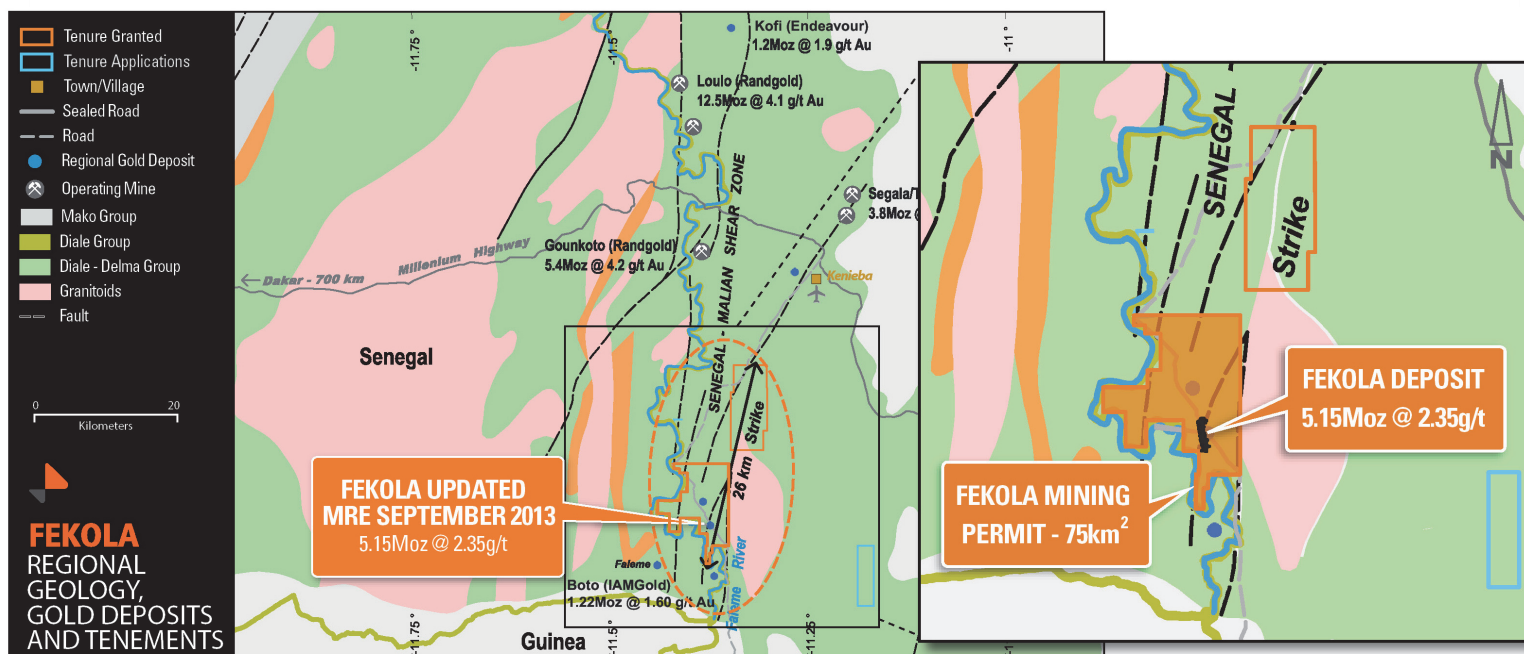 Tenure Granted
Tenure Applications
Town/Village
Sealed Road
Road
Regional Gold Deposit
Operating Mine
Mako Group
Diale Group
Diale - Delma Group
Granitoids
Fault
0 20
Kilometers
FEKOLA
REGIONAL
GEOLOGY,
GOLD DEPOSITS
AND TENEMENTS
-11.75°
-11.5°
-11°
Kofi (Endeavour)
1.2Moz @ 1.9 g/t Au
Loulo (Randgold)
12.5Moz @ 4.1 g/t Au
SENEGAL - MALIAN SHEAR ZONE
Segala/T
3.8Moz @
Gounkoto (Randgold)
5.4Moz @ 4.2 g/t Au
Millenium Highway
Dakar - 700 km
Kenieba
Senegal
26 km Strike
FEKOLA UPDATED
MRE SEPTEMBER 2013
5.15Moz @ 2.35g/t
Faleme
Boto (IAMGold)
1.22Moz @ 1.60 g/t Au
Faleme River
Guinea
-11.75°
-11.5°
-11.25°
SENEGAL
Strike
N
FEKOLA DEPOSIT
5.15Moz @ 2.35g/t
FEKOLA MINING
PERMIT - 75km²